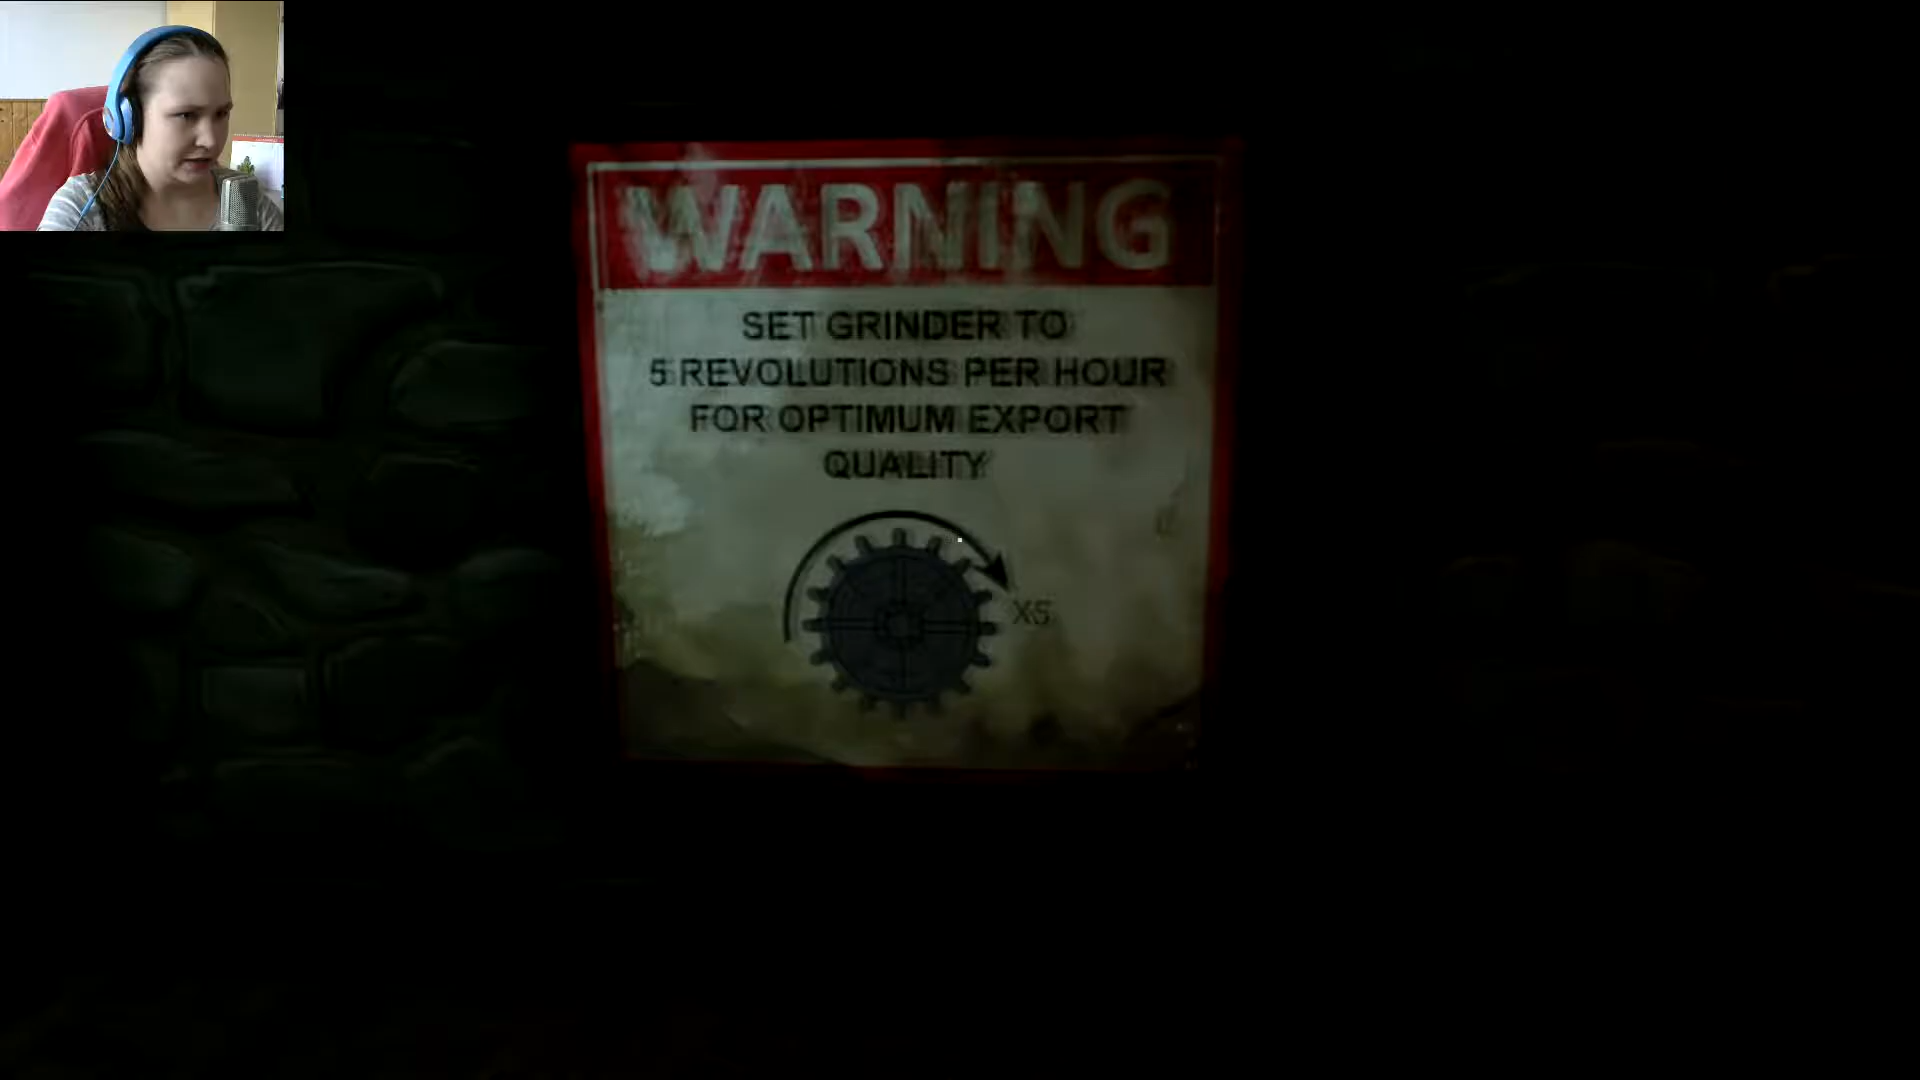 WARNING
SET GRINDER TO
5 REVOLUTIONS PER HOUR
FOR OPTIMUM EXPORT
QUALITY
X5